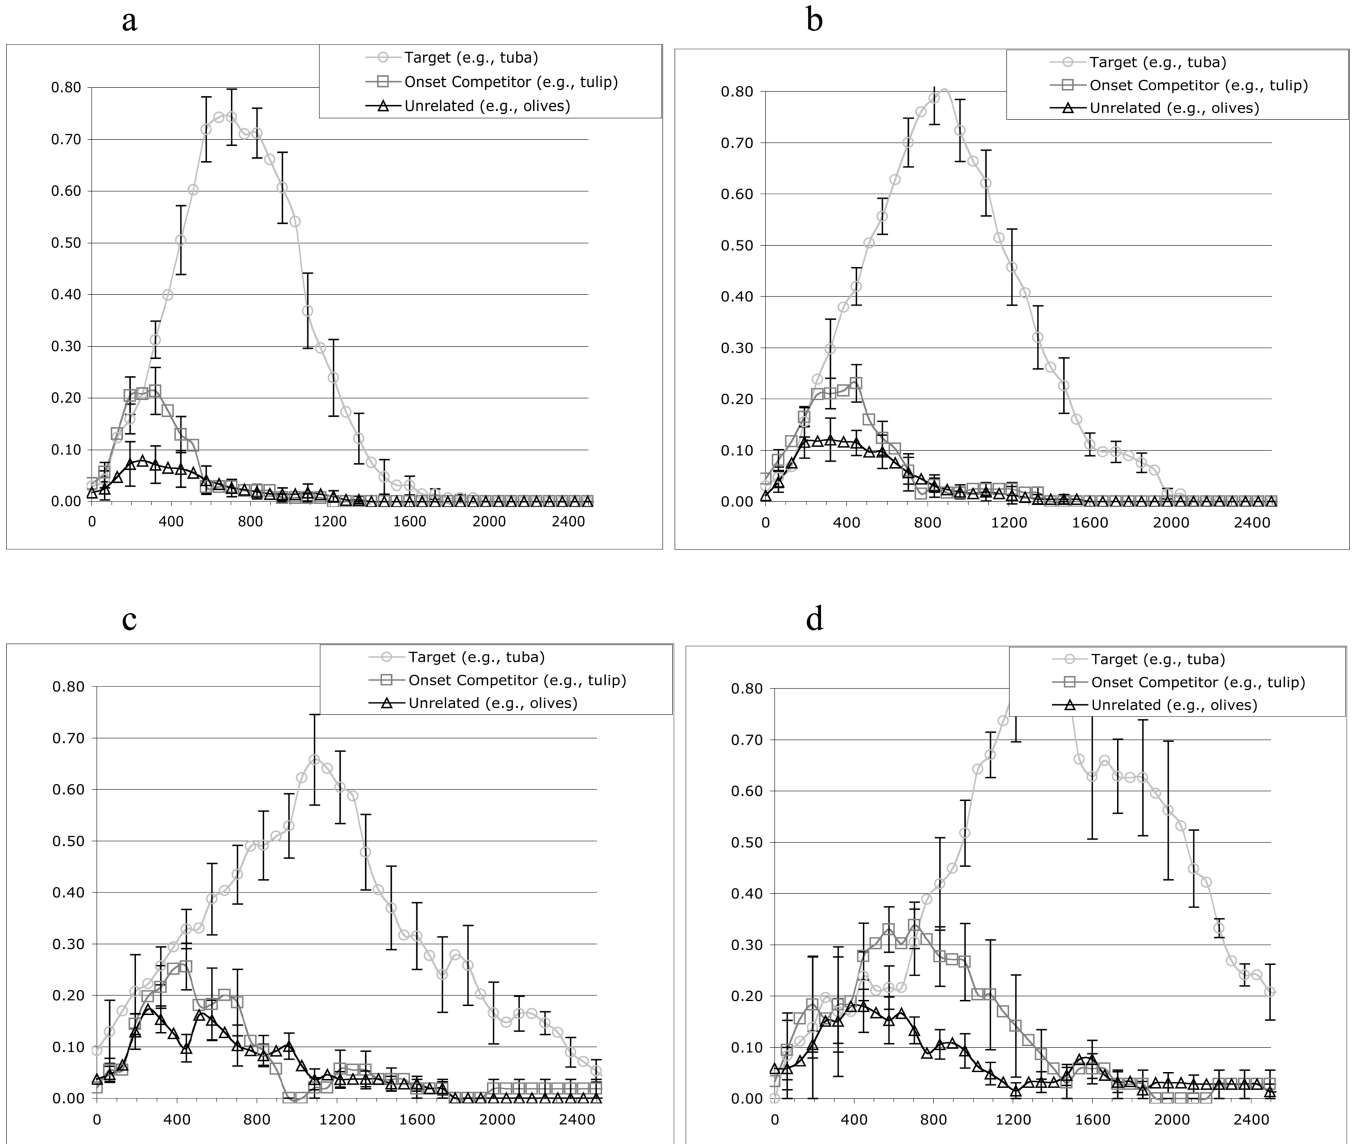 a
Target (e.g., tuba)
Onset Competitor (e.g., tulip)
Unrelated (e.g., olives)
0.80
0.70
0.60
0.50
0.40
0.30
0.20
0.10
0.00
0 400 800 1200 1600 2000 2400
b
Target (e.g., tuba)
Onset Competitor (e.g., tulip)
Unrelated (e.g., olives)
0.80
0.70
0.60
0.50
0.40
0.30
0.20
0.10
0.00
0 400 800 1200 1600 2000 2400
c
Target (e.g., tuba)
Onset Competitor (e.g., tulip)
Unrelated (e.g., olives)
0.80
0.70
0.60
0.50
0.40
0.30
0.20
0.10
0.00
0 400 800 1200 1600 2000 2400
d
Target (e.g., tuba)
Onset Competitor (e.g., tulip)
Unrelated (e.g., olives)
0.80
0.70
0.60
0.50
0.40
0.30
0.20
0.10
0.00
0 400 800 1200 1600 2000 2400